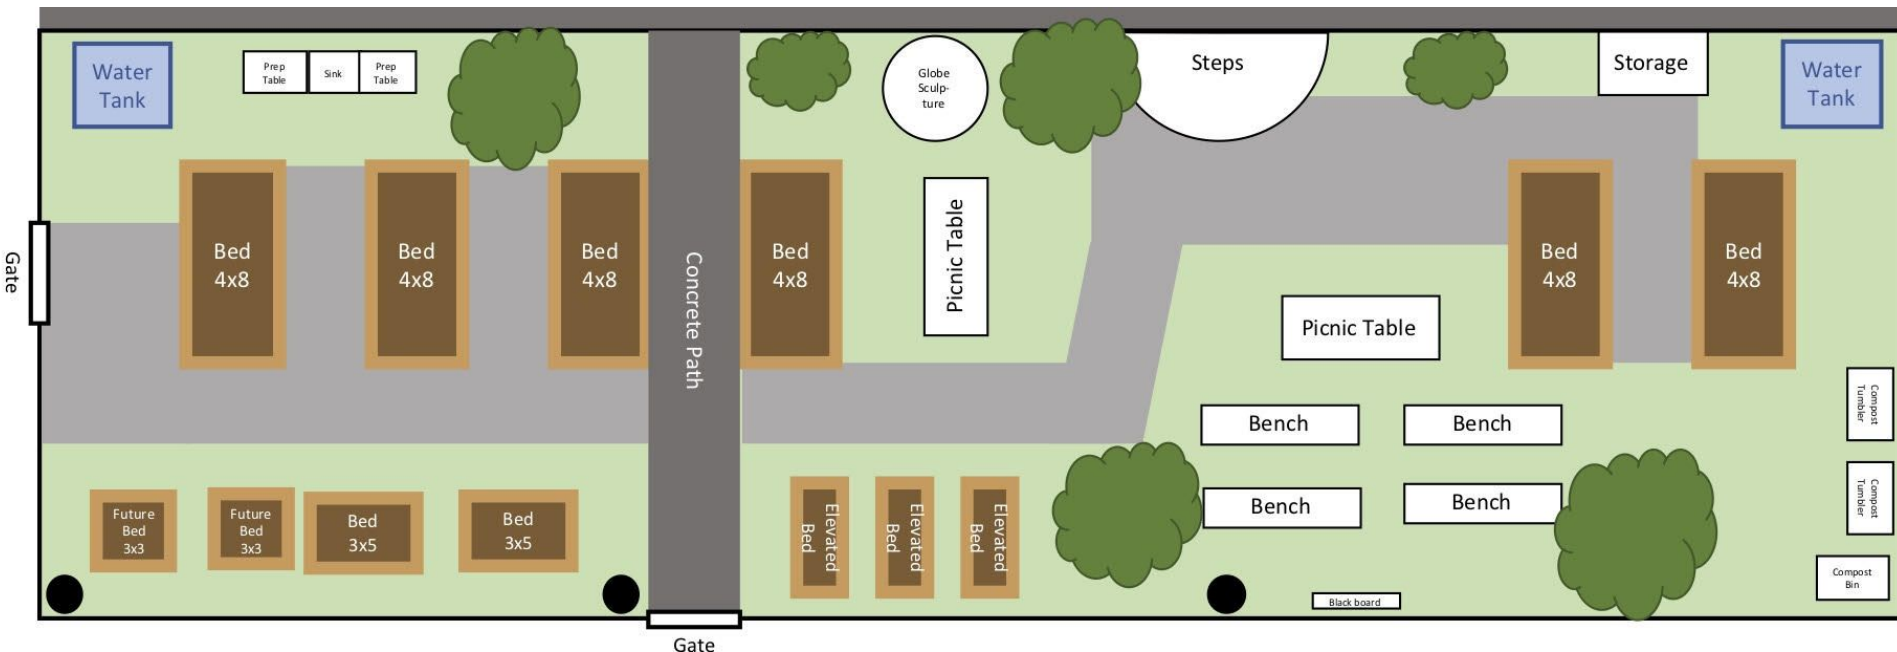 Water
Tank
Prep
Table
Sink
Prep
Table
Globe
Sculp-
ture
Steps
Storage
Water
Tank
Gate
Bed
4x8
Bed
4x8
Bed
4x8
Concrete Path
Bed
4x8
Picnic Table
Picnic Table
Bed
4x8
Bed
4x8
Bench
Bench
Bench
Bench
Compost
Tumbler
Compost
Tumbler
Compost
Bin
Future
Bed
3x3
Future
Bed
3x3
Bed
3x5
Bed
3x5
Elevated
Bed
Elevated
Bed
Elevated
Bed
Black board
Gate